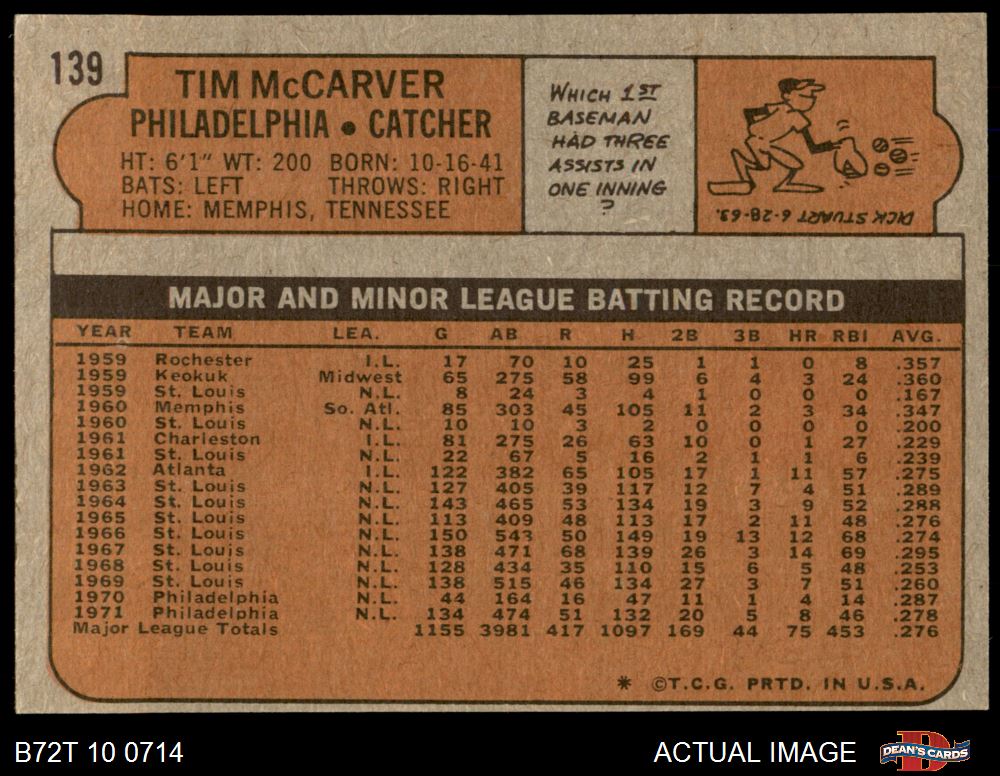 139
TIM McCARVER
PHILADELPHIA • CATCHER
HT: 6'1" WT: 200 BORN: 10-16-41
BATS: LEFT THROWS: RIGHT
HOME: MEMPHIS, TENNESSEE
WHICH 1ST
BASEMAN
HAD THREE
ASSISTS IN
ONE INNING
?
DICK STUART 6-28-63.
MAJOR AND MINOR LEAGUE BATTING RECORD
YEAR TEAM LEA. G AB R H 2B 3B HR RBI AVG.
1959 Rochester I.L. 17 70 10 25 1 1 0 8 .357
1959 Keokuk Midwest 65 275 58 99 6 4 3 24 .360
1959 St. Louis N.L. 8 24 3 4 1 0 0 0 .167
1960 Memphis So. Atl. 85 303 45 105 11 2 3 34 .347
1960 St. Louis N.L. 10 10 3 2 0 0 0 0 .200
1961 Charleston I.L. 81 275 26 63 10 0 1 27 .229
1961 St. Louis N.L. 22 67 5 16 2 1 1 6 .239
1962 Atlanta I.L. 122 382 65 105 17 1 11 57 .275
1963 St. Louis N.L. 127 405 39 117 12 7 4 51 .289
1964 St. Louis N.L. 143 465 53 134 19 3 9 52 .288
1965 St. Louis N.L. 113 409 48 113 17 2 11 48 .276
1966 St. Louis N.L. 150 543 50 149 19 13 12 68 .274
1967 St. Louis N.L. 138 471 68 139 26 3 14 69 .295
1968 St. Louis N.L. 128 434 35 110 15 6 5 48 .253
1969 St. Louis N.L. 138 515 46 134 27 3 7 51 .260
1970 Philadelphia N.L. 44 164 16 47 11 1 4 14 .287
1971 Philadelphia N.L. 134 474 51 132 20 5 8 46 .278
Major League Totals 1155 3981 417 1097 169 44 75 453 .276
* ©T.C.G. PRTD. IN U.S.A.
B72T 10 0714
ACTUAL IMAGE
D
DEAN'S CARDS